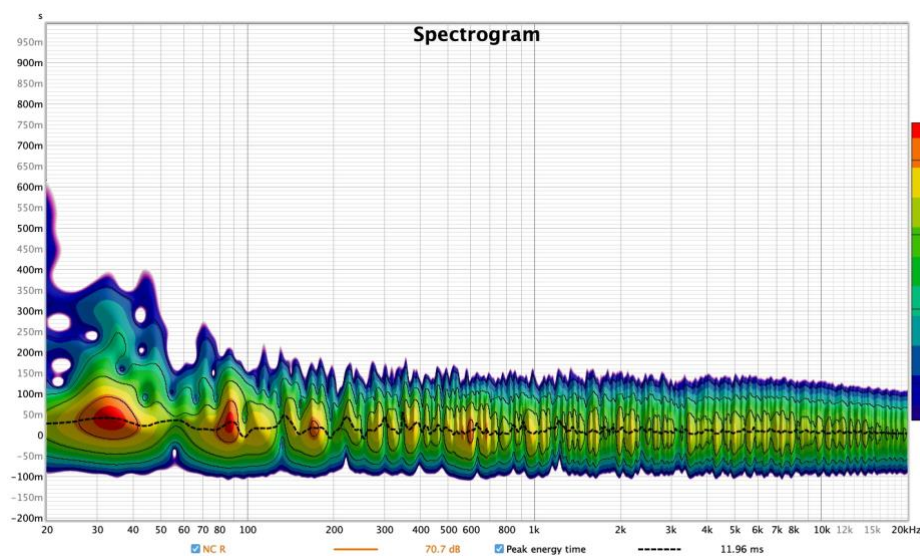 s
Spectrogram
950m
900m
850m
800m
750m
700m
650m
600m
550m
500m
450m
400m
350m
300m
250m
200m
150m
100m
50m
0
-50m
-100m
-150m
-200m
20 30 40 50 60 70 80 100 200 300 400 500 600 800 1k 2k 3k 4k 5k 6k 7k 8k 10k 12k 15k 20kHz
NC R 70.7 dB Peak energy time 11.96 ms